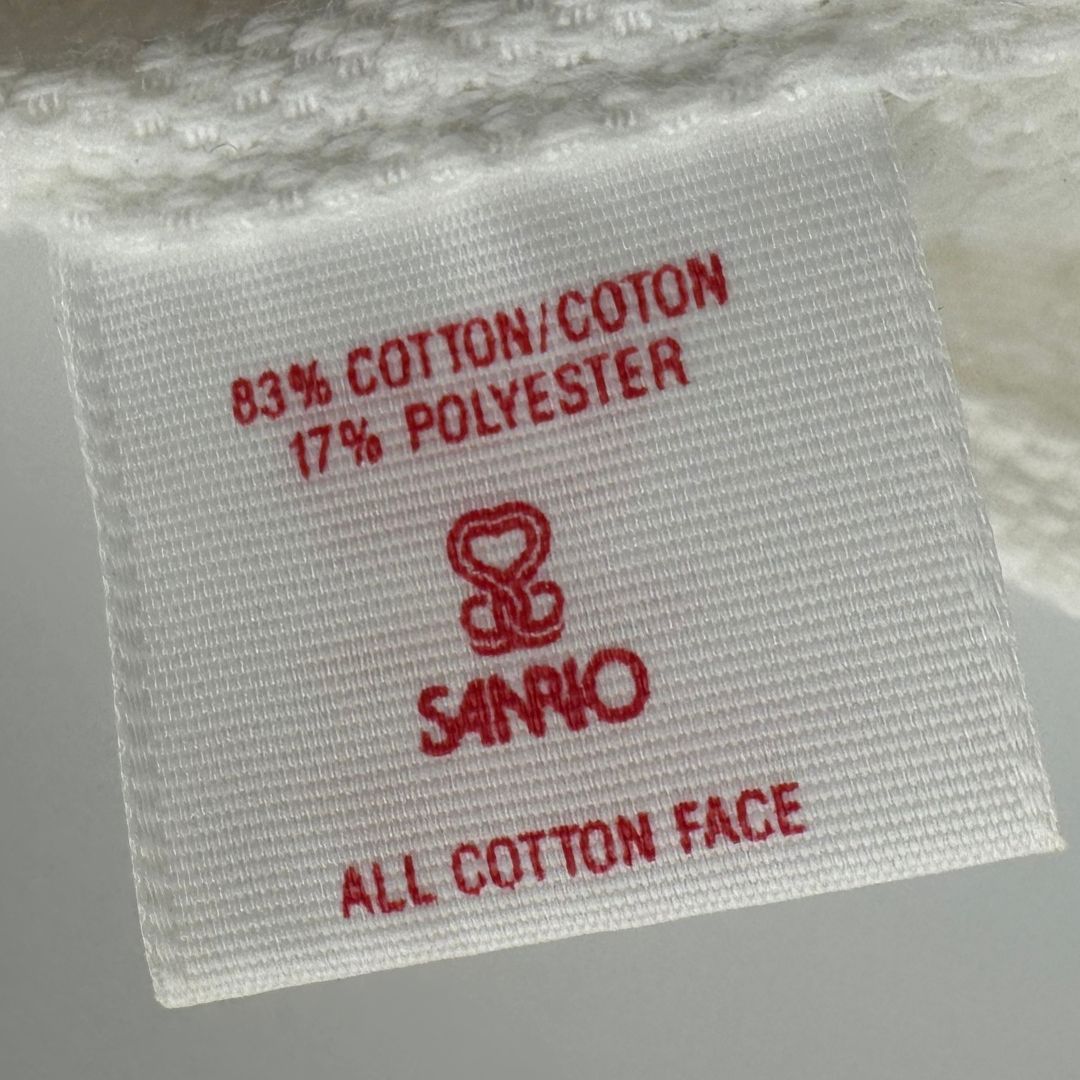 83% COTTON/COTON
17% POLYESTER
SANRIO
ALL COTTON FACE